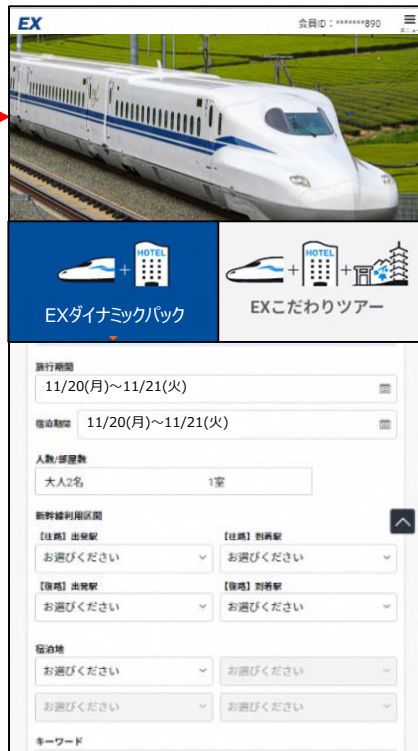 EX
会員ID：*******890
メニュー
HOTEL
EXダイナミックパック
HOTEL
EXこだわりツアー
旅行期間
11/20(月)～11/21(火)
宿泊期間 11/20(月)～11/21(火)
人数/部屋数
大人2名 1室
新幹線利用区間
【往路】出発駅 【往路】到着駅
お選びください お選びください
【復路】出発駅 【復路】到着駅
お選びください お選びください
宿泊地
お選びください お選びください
お選びください お選びください
キーワード